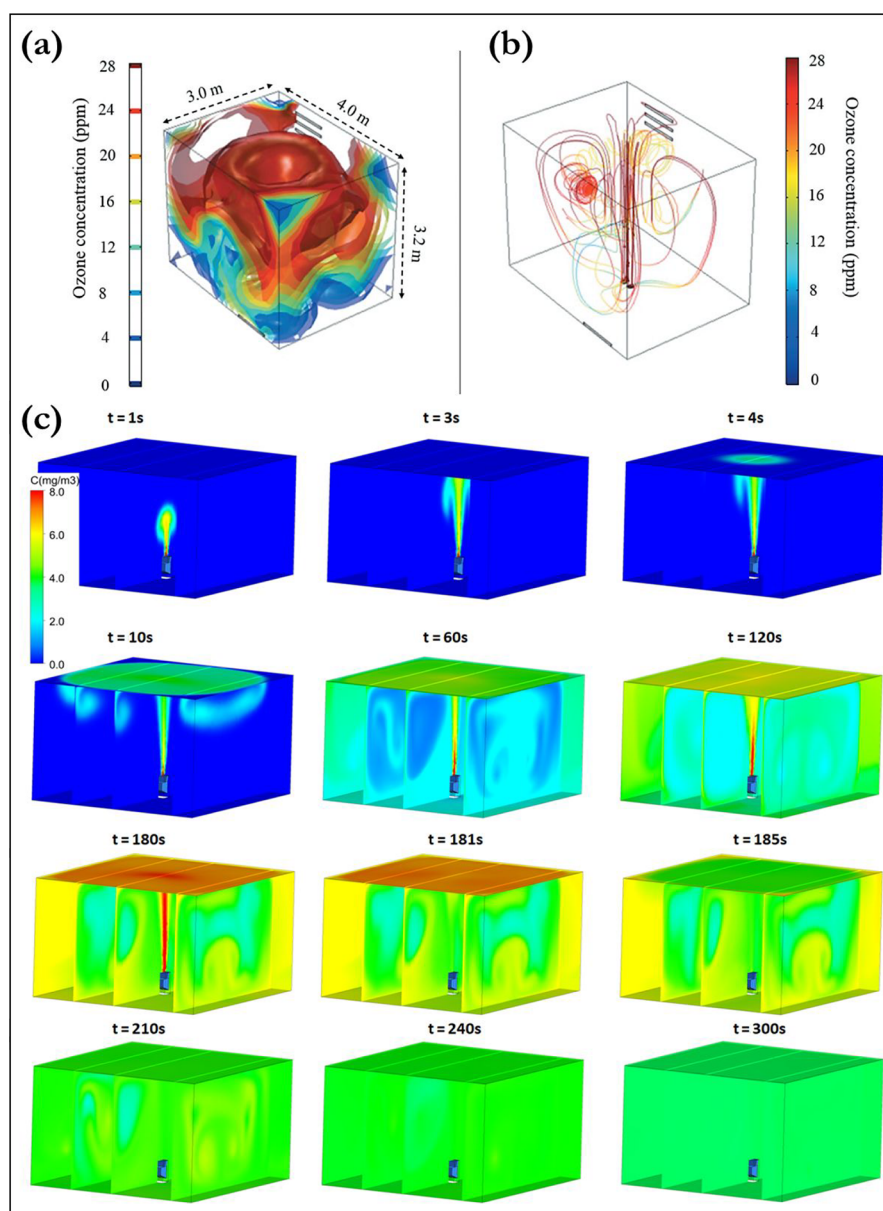 (a)
Ozone concentration (ppm)
28
24
20
16
12
8
4
0
3.0 m
4.0 m
3.2 m
(b)
28
24
20
16
12
8
4
0
Ozone concentration (ppm)
(c)
t = 1s
t = 3s
t = 4s
C(mg/m3)
8.0
6.0
4.0
2.0
0.0
t = 10s
t = 60s
t = 120s
t = 180s
t = 181s
t = 185s
t = 210s
t = 240s
t = 300s